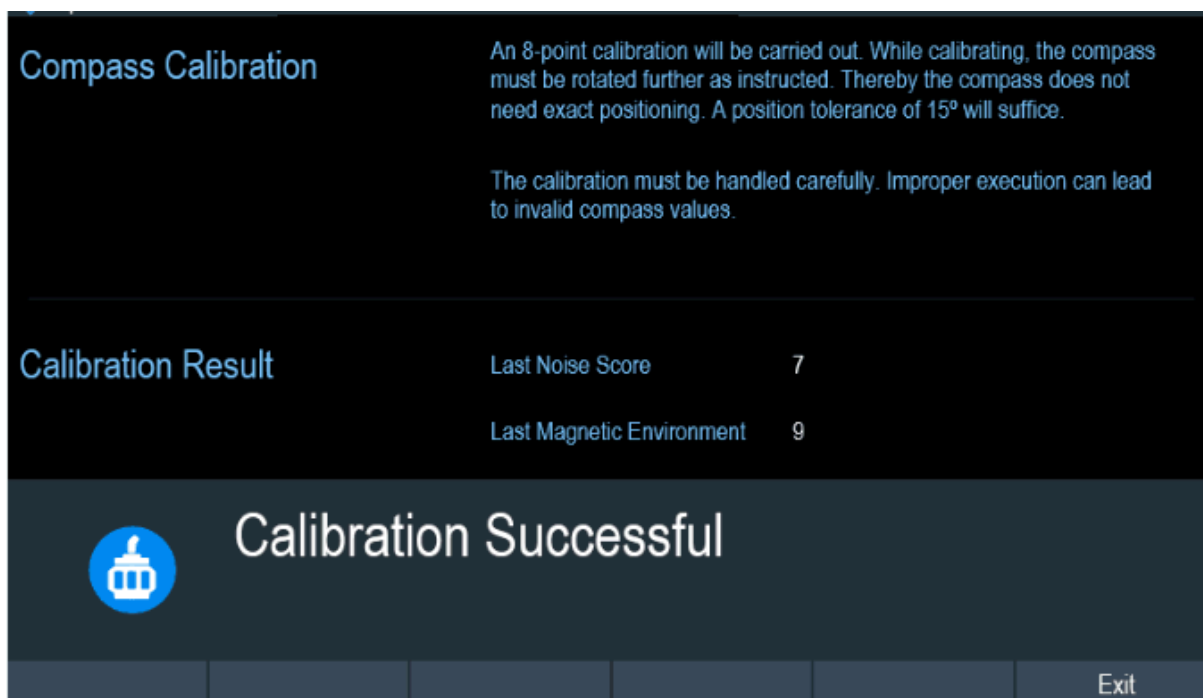 Compass Calibration
An 8-point calibration will be carried out. While calibrating, the compass
must be rotated further as instructed. Thereby the compass does not
need exact positioning. A position tolerance of 15º will suffice.
The calibration must be handled carefully. Improper execution can lead
to invalid compass values.
Calibration Result
Last Noise Score 7
Last Magnetic Environment 9
Calibration Successful
Exit